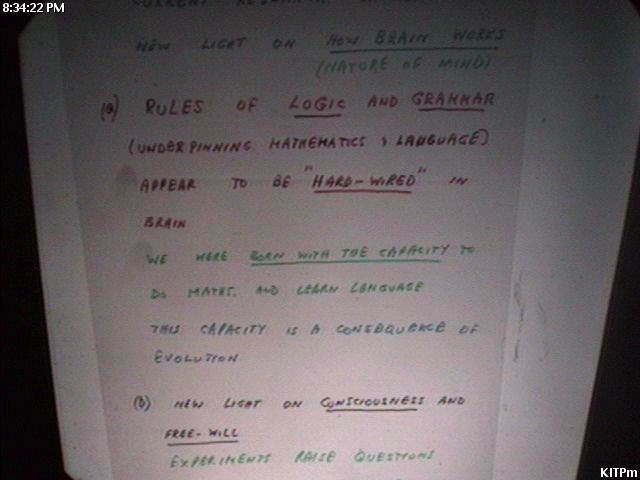 8:34:22 PM
CURRENT RESEARCH
NEW LIGHT ON HOW BRAIN WORKS
(NATURE OF MIND)
(a) RULES OF LOGIC AND GRAMMAR
(UNDERPINNING MATHEMATICS & LANGUAGE)
APPEAR TO BE "HARD-WIRED" IN
BRAIN
WE WERE BORN WITH THE CAPACITY TO
DO MATHS. AND LEARN LANGUAGE
THIS CAPACITY IS A CONSEQUENCE OF
EVOLUTION
(b) NEW LIGHT ON CONSCIOUSNESS AND
FREE-WILL
EXPERIMENTS RAISE QUESTIONS
KITPm